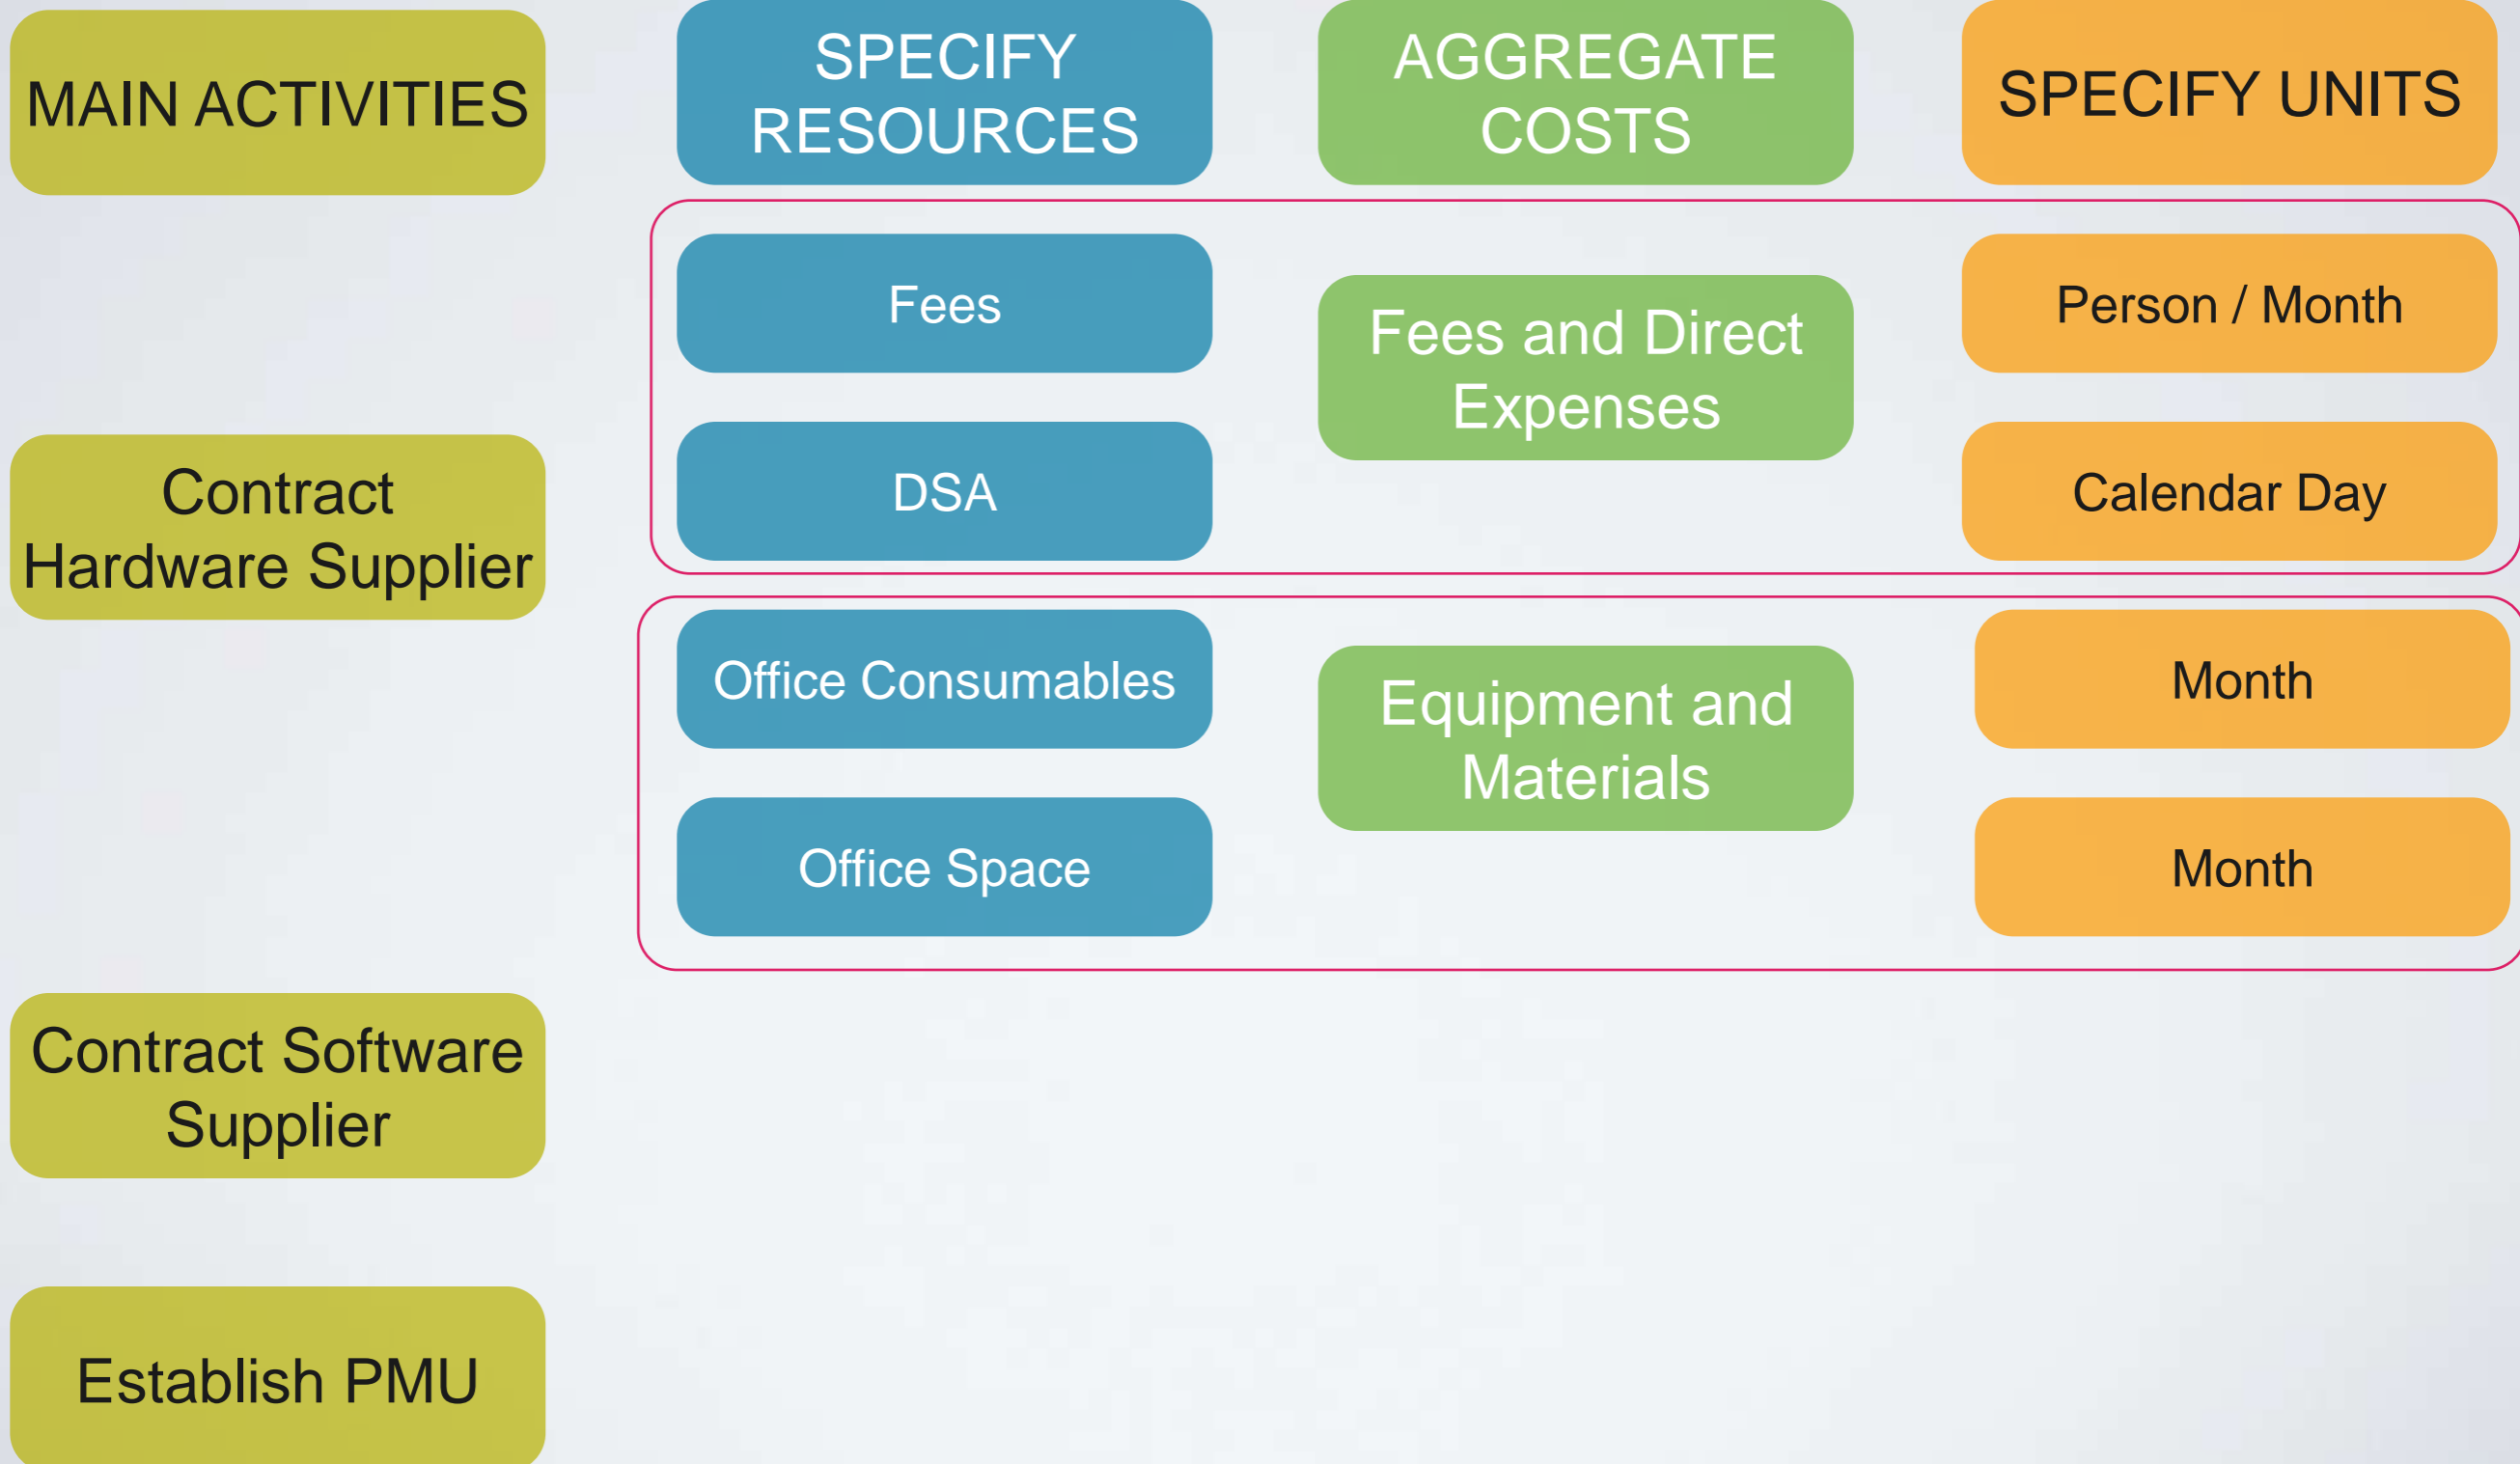 MAIN ACTIVITIES
SPECIFY
RESOURCES
AGGREGATE
COSTS
SPECIFY UNITS
Fees
Fees and Direct
Expenses
Person / Month
Contract
Hardware Supplier
DSA
Calendar Day
Office Consumables
Equipment and
Materials
Month
Office Space
Month
Contract Software
Supplier
Establish PMU